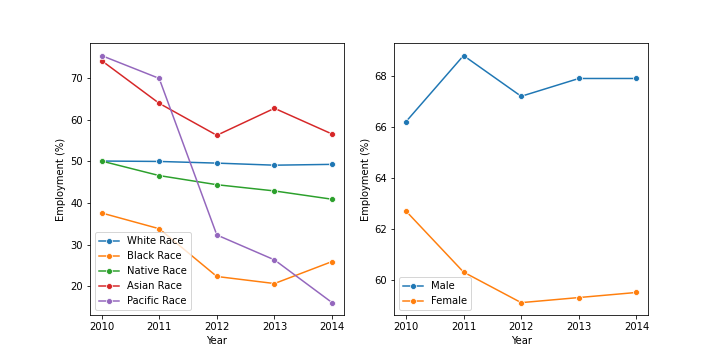 70
60
50
40
30
20
Employment (%)
White Race
Black Race
Native Race
Asian Race
Pacific Race
2010 2011 2012 2013 2014
Year
68
66
64
62
60
Employment (%)
Male
Female
2010 2011 2012 2013 2014
Year